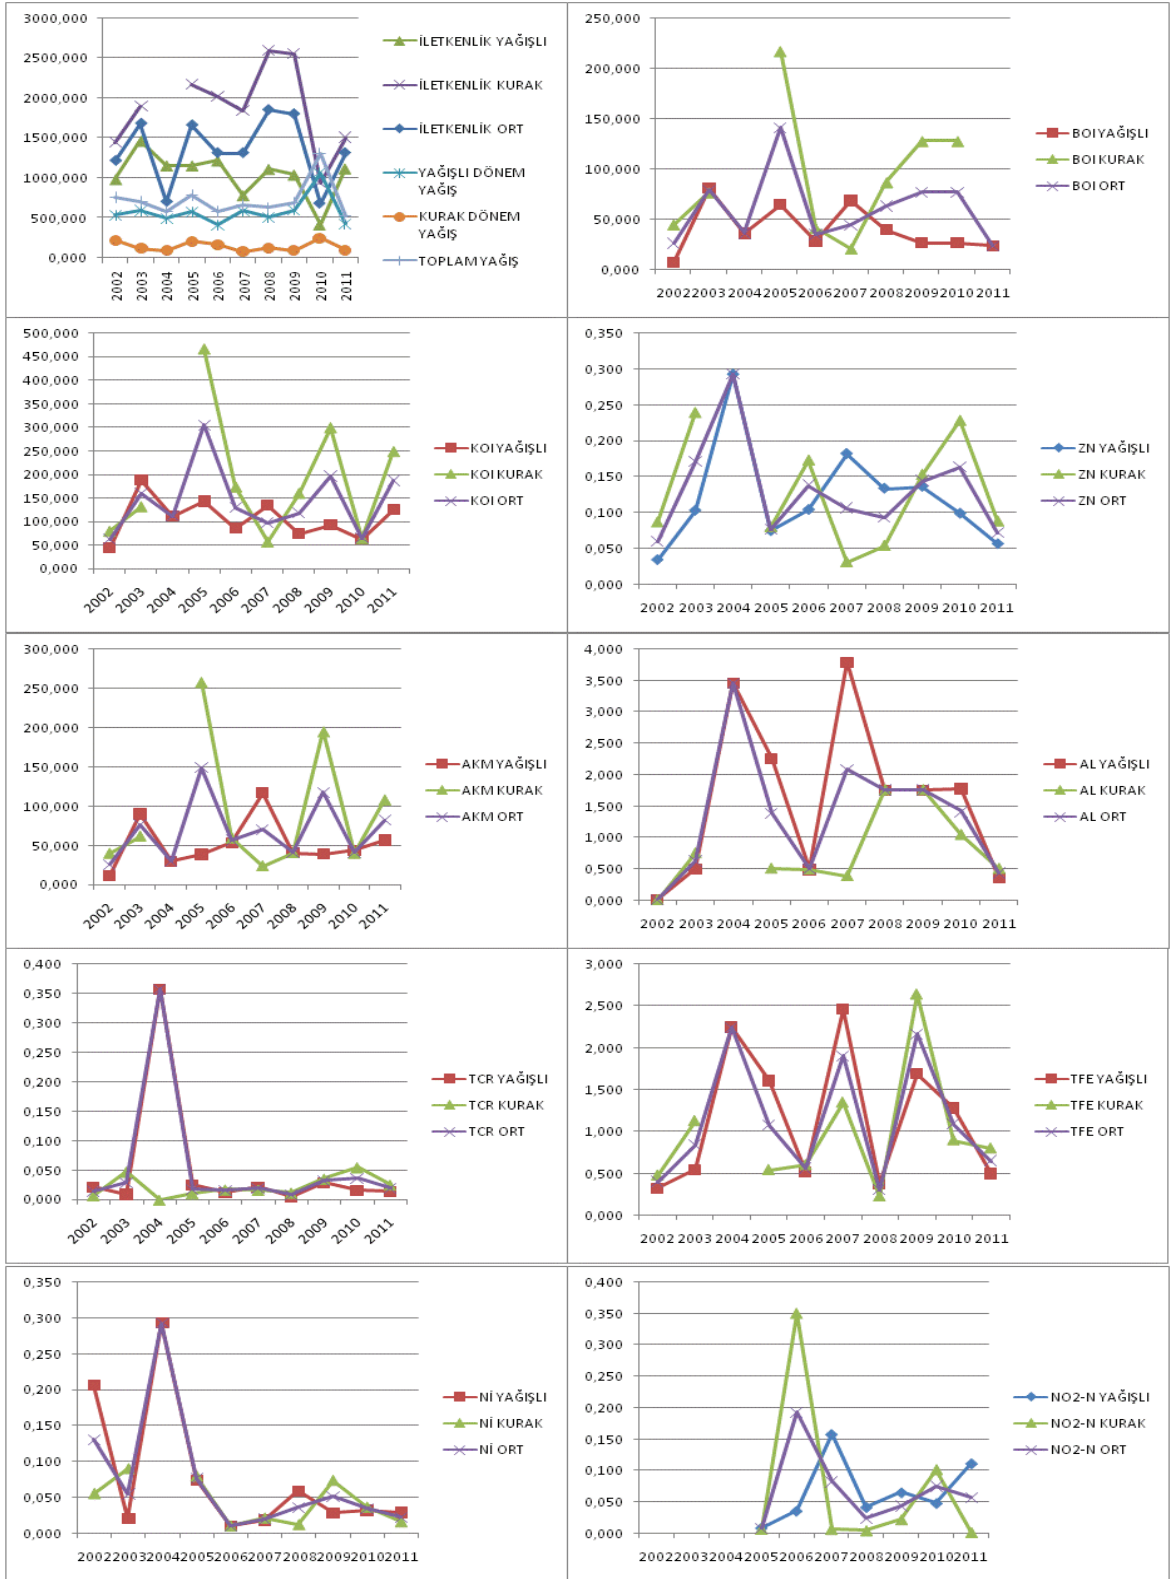 3000,000
2500,000
2000,000
1500,000
1000,000
500,000
0,000
2002
2003
2004
2005
2006
2007
2008
2009
2010
2011
İLETKENLİK YAĞIŞLI
İLETKENLİK KURAK
İLETKENLİK ORT
YAĞIŞLI DÖNEM
YAĞIŞ
KURAK DÖNEM
YAĞIŞ
TOPLAM YAĞIŞ
250,000
200,000
150,000
100,000
50,000
0,000
2002 2003 2004 2005 2006 2007 2008 2009 2010 2011
BOI YAĞIŞLI
BOI KURAK
BOI ORT
500,000
450,000
400,000
350,000
300,000
250,000
200,000
150,000
100,000
50,000
0,000
2002
2003
2004
2005
2006
2007
2008
2009
2010
2011
KOI YAĞIŞLI
KOI KURAK
KOI ORT
0,350
0,300
0,250
0,200
0,150
0,100
0,050
0,000
2002 2003 2004 2005 2006 2007 2008 2009 2010 2011
ZN YAĞIŞLI
ZN KURAK
ZN ORT
300,000
250,000
200,000
150,000
100,000
50,000
0,000
2002
2003
2004
2005
2006
2007
2008
2009
2010
2011
AKM YAĞIŞLI
AKM KURAK
AKM ORT
4,000
3,500
3,000
2,500
2,000
1,500
1,000
0,500
0,000
2002 2003 2004 2005 2006 2007 2008 2009 2010 2011
AL YAĞIŞLI
AL KURAK
AL ORT
0,400
0,350
0,300
0,250
0,200
0,150
0,100
0,050
0,000
2002
2003
2004
2005
2006
2007
2008
2009
2010
2011
TCR YAĞIŞLI
TCR KURAK
TCR ORT
3,000
2,500
2,000
1,500
1,000
0,500
0,000
2002 2003 2004 2005 2006 2007 2008 2009 2010 2011
TFE YAĞIŞLI
TFE KURAK
TFE ORT
0,350
0,300
0,250
0,200
0,150
0,100
0,050
0,000
2002 2003 2004 2005 2006 2007 2008 2009 2010 2011
Nİ YAĞIŞLI
Nİ KURAK
Nİ ORT
0,400
0,350
0,300
0,250
0,200
0,150
0,100
0,050
0,000
2002 2003 2004 2005 2006 2007 2008 2009 2010 2011
NO2-N YAĞIŞLI
NO2-N KURAK
NO2-N ORT